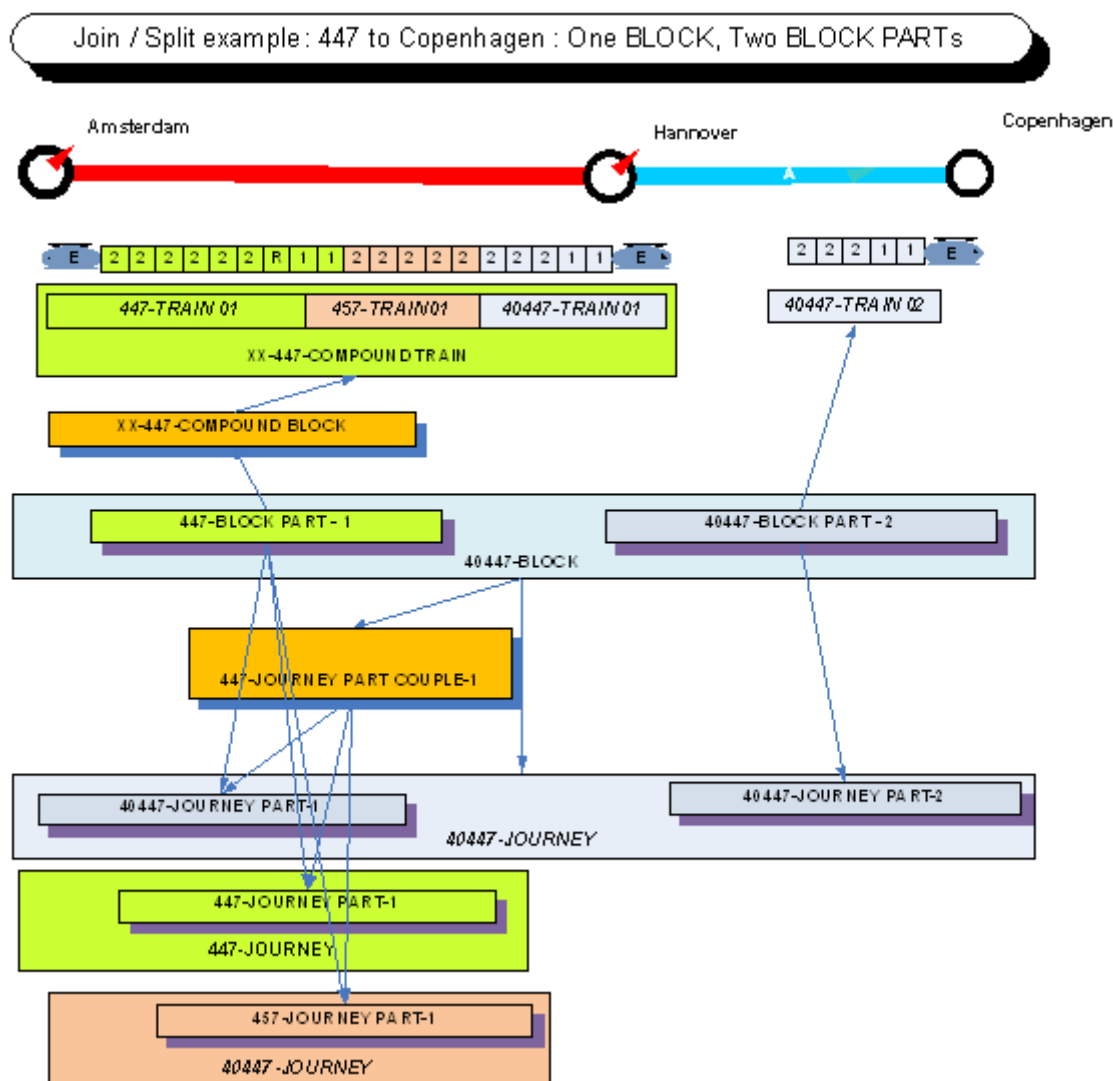 Join / Split example: 447 to Copenhagen : One BLOCK, Two BLOCK PARTs
Amsterdam
Hannover
Copenhagen
A
E 2 2 2 2 2 2 R 1 1 2 2 2 2 2 2 2 2 1 1 E
2 2 2 1 1 E
447-TRAIN 01
457-TRAIN01
40447-TRAIN 01
40447-TRAIN 02
XX-447-COMPOUND TRAIN
XX-447-COMPOUND BLOCK
447-BLOCK PART - 1
40447-BLOCK PART - 2
40447-BLOCK
447-JOURNEY PART COUPLE-1
40447-JOURNEY PART-1
40447-JOURNEY PART-2
40447-JOURNEY
447-JOURNEY PART-1
447-JOURNEY
457-JOURNEY PART-1
40447-JOURNEY